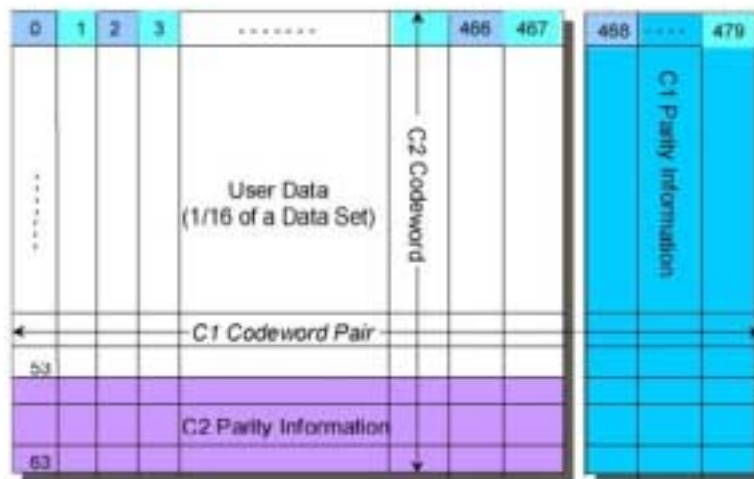 0 1 2 3 ------- 466 467 468 ---- 479
C2 Codeword
C1 Parity Information
User Data
(1/16 of a Data Set)
C1 Codeword Pair
53
C2 Parity Information
63